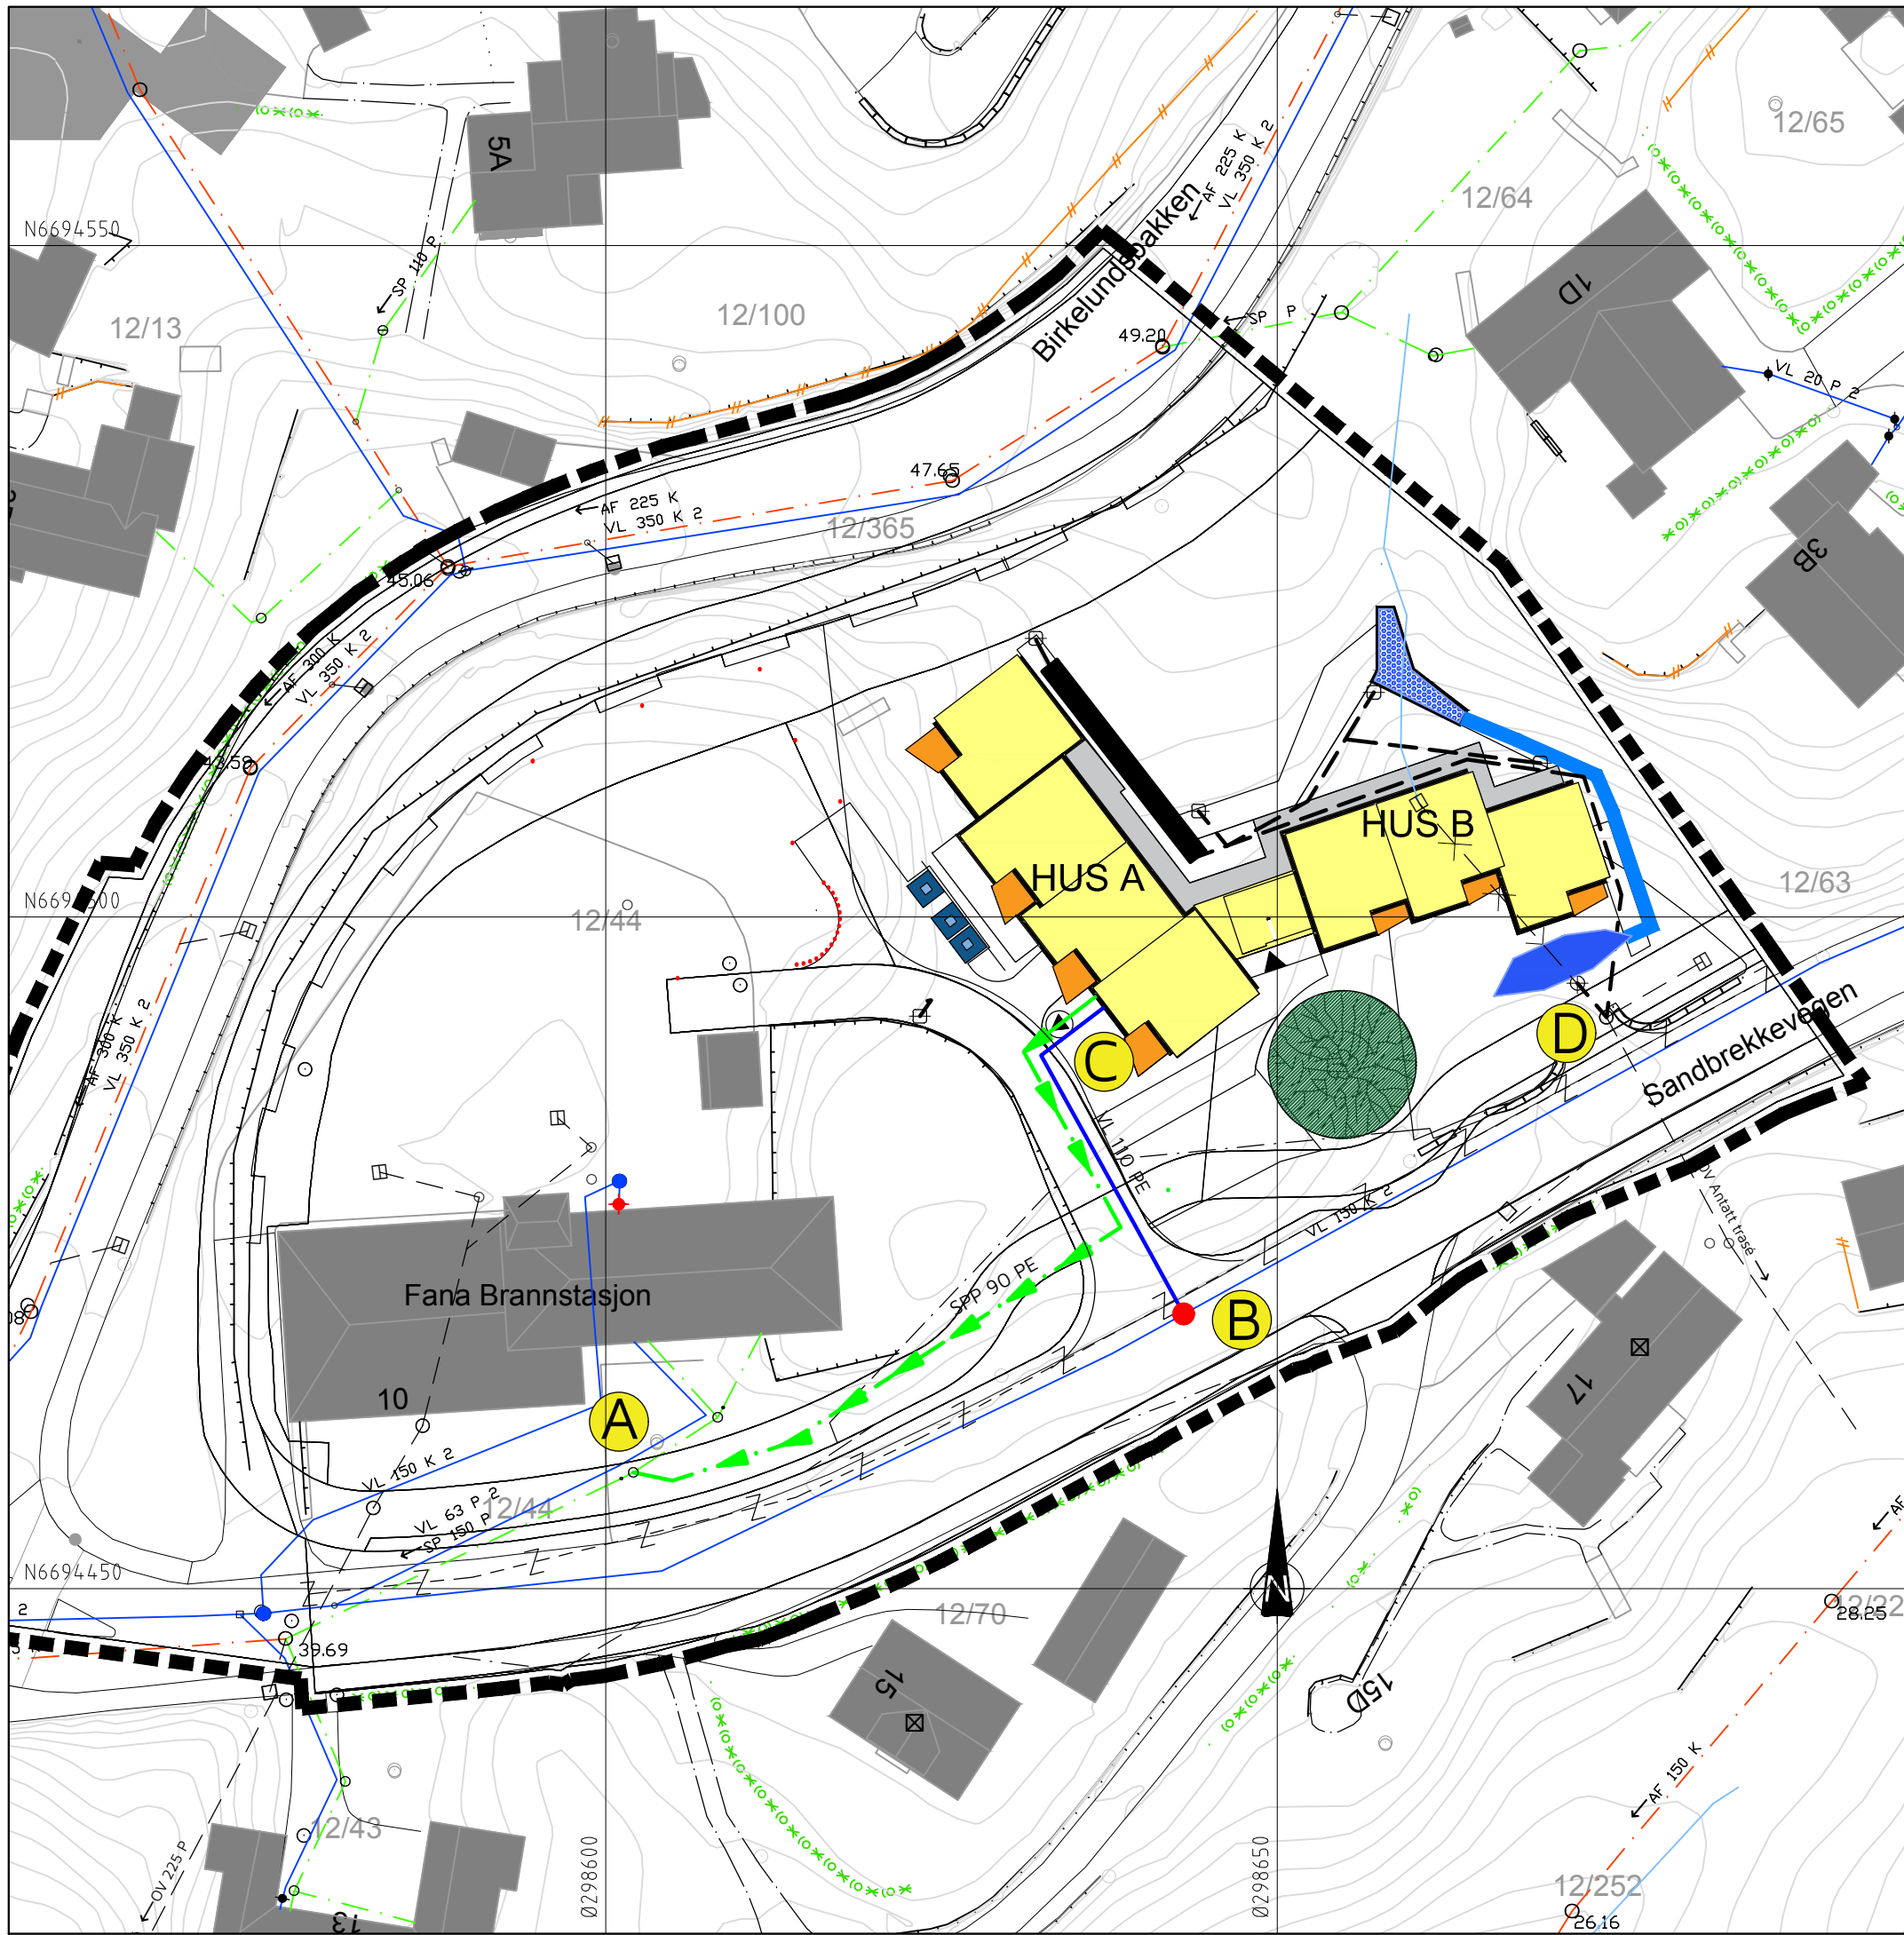 5A
12/65
AF 225 K
VL 350 K 2
12/64
N6694550
SP 110 P
Birkelundsbakken
1D
12/13
12/100
SP P
49.20
VL 20 P 2
47.65
AF 225 K
VL 350 K 2
12/365
3B
45.06
AF 300 K
VL 350 K 2
43.59
HUS B
HUS A
12/63
N6694500
12/44
AF 300 K
VL 350 K 2
C
D
Sandbrekkevegen
VL 110 PE
VL 150 K 2
OV Antatt trasé
SPP 90 PE
Fana Brannstasjon
B
17
10
A
VL 150 K 2
VL 63 P 2
SP 150 P
12/44
AF
N6694450
N
2
12/70
28.25
39.69
15
15D
AF 150 K
12/43
OV 225 P
Ø298600
Ø298650
12/252
26.16
13